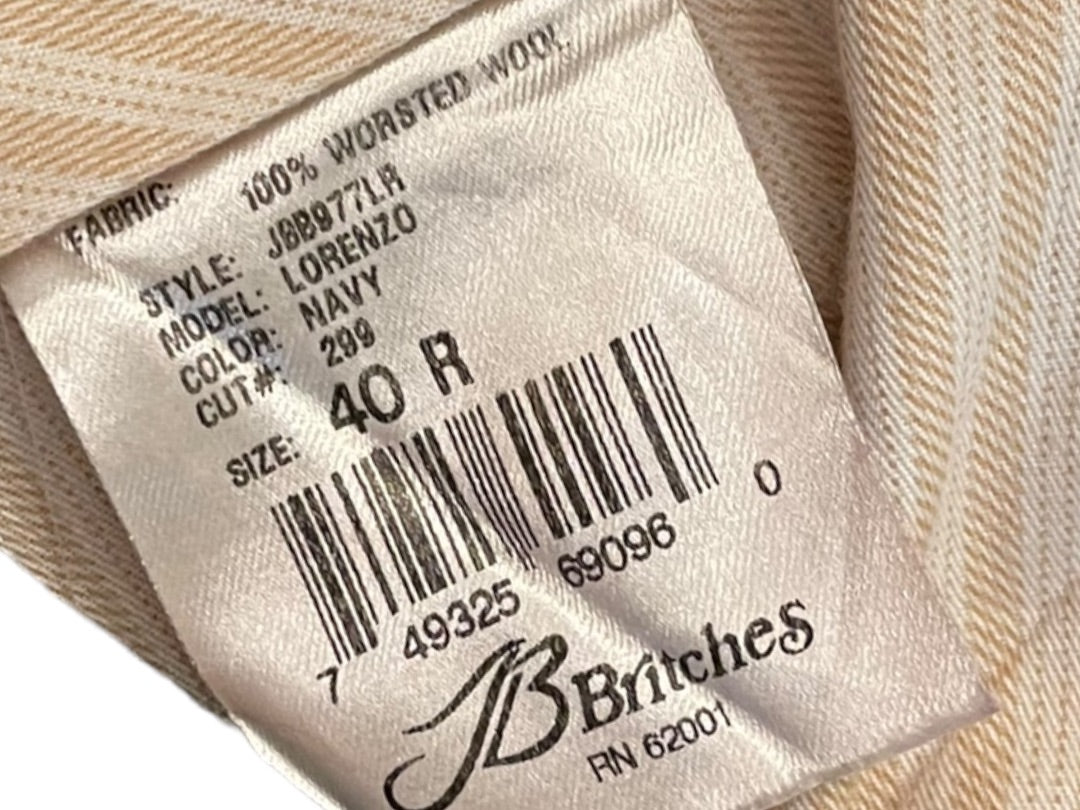 FABRIC: 100% WORSTED WOOL
STYLE: JBB977LR
MODEL: LORENZO
COLOR: NAVY
CUT#: 299
SIZE: 40 R
7 49325 69096 0
JB Britches
RN 62001